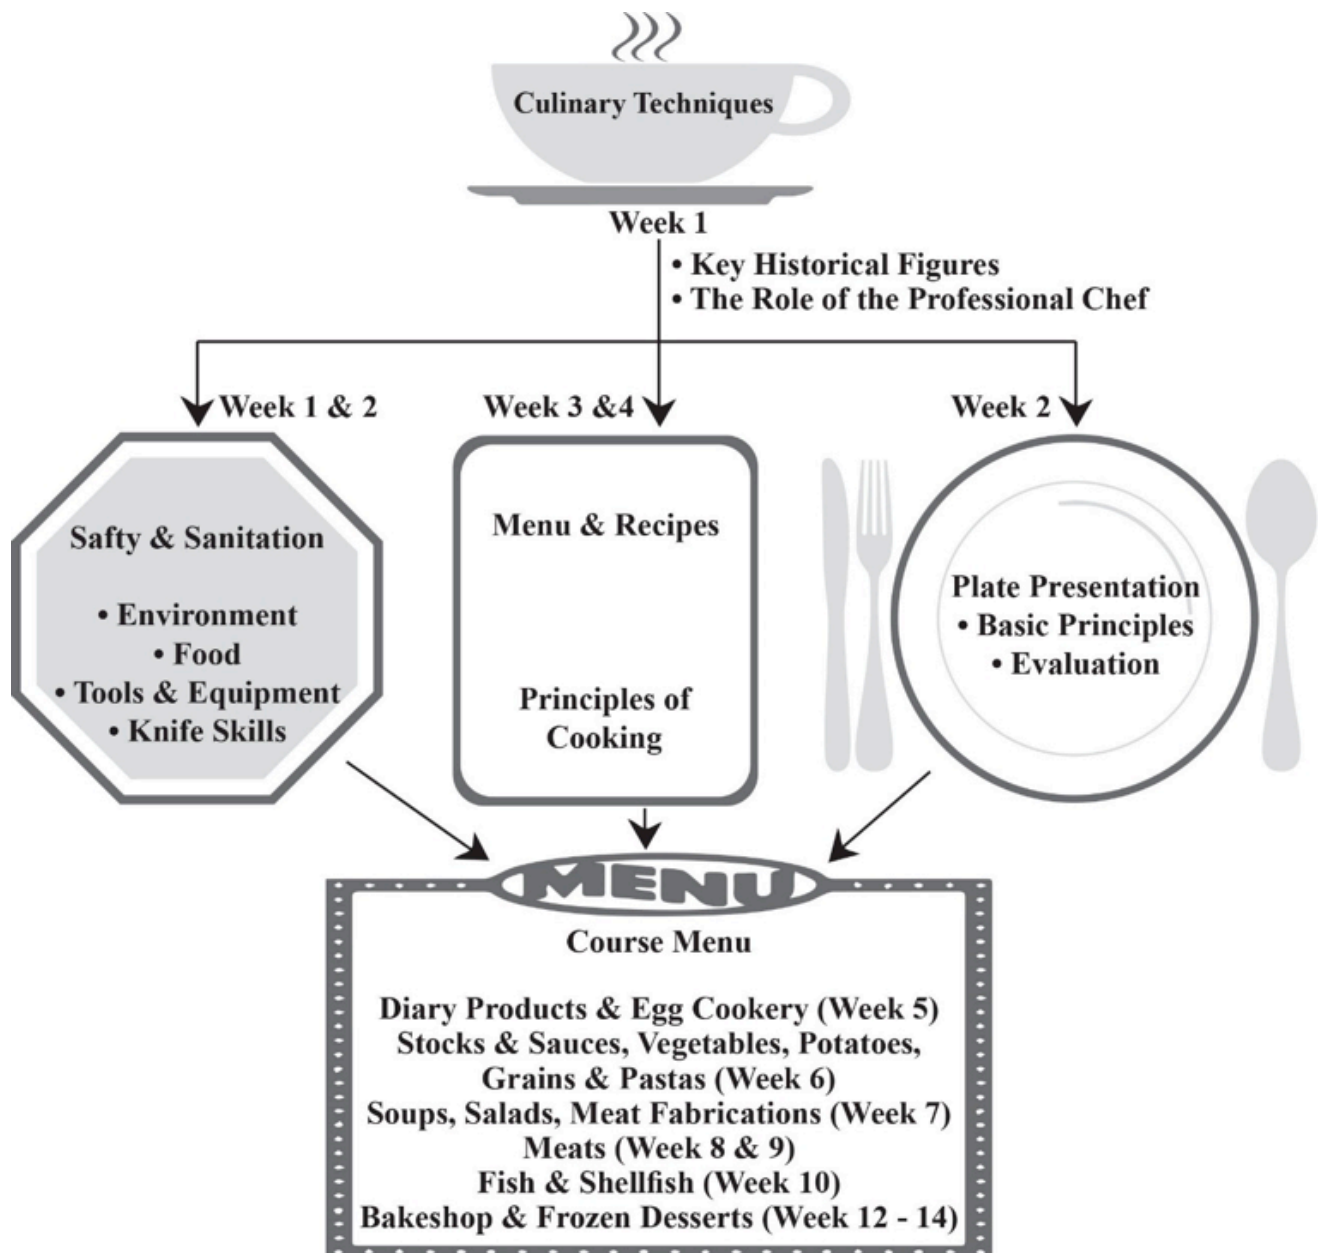 Culinary Techniques
Week 1
• Key Historical Figures
• The Role of the Professional Chef
Week 1 & 2
Safty & Sanitation
• Environment
• Food
• Tools & Equipment
• Knife Skills
Week 3 &4
Menu & Recipes
Principles of
Cooking
Week 2
Plate Presentation
• Basic Principles
• Evaluation
MENU
Course Menu
Diary Products & Egg Cookery (Week 5)
Stocks & Sauces, Vegetables, Potatoes,
Grains & Pastas (Week 6)
Soups, Salads, Meat Fabrications (Week 7)
Meats (Week 8 & 9)
Fish & Shellfish (Week 10)
Bakeshop & Frozen Desserts (Week 12 - 14)